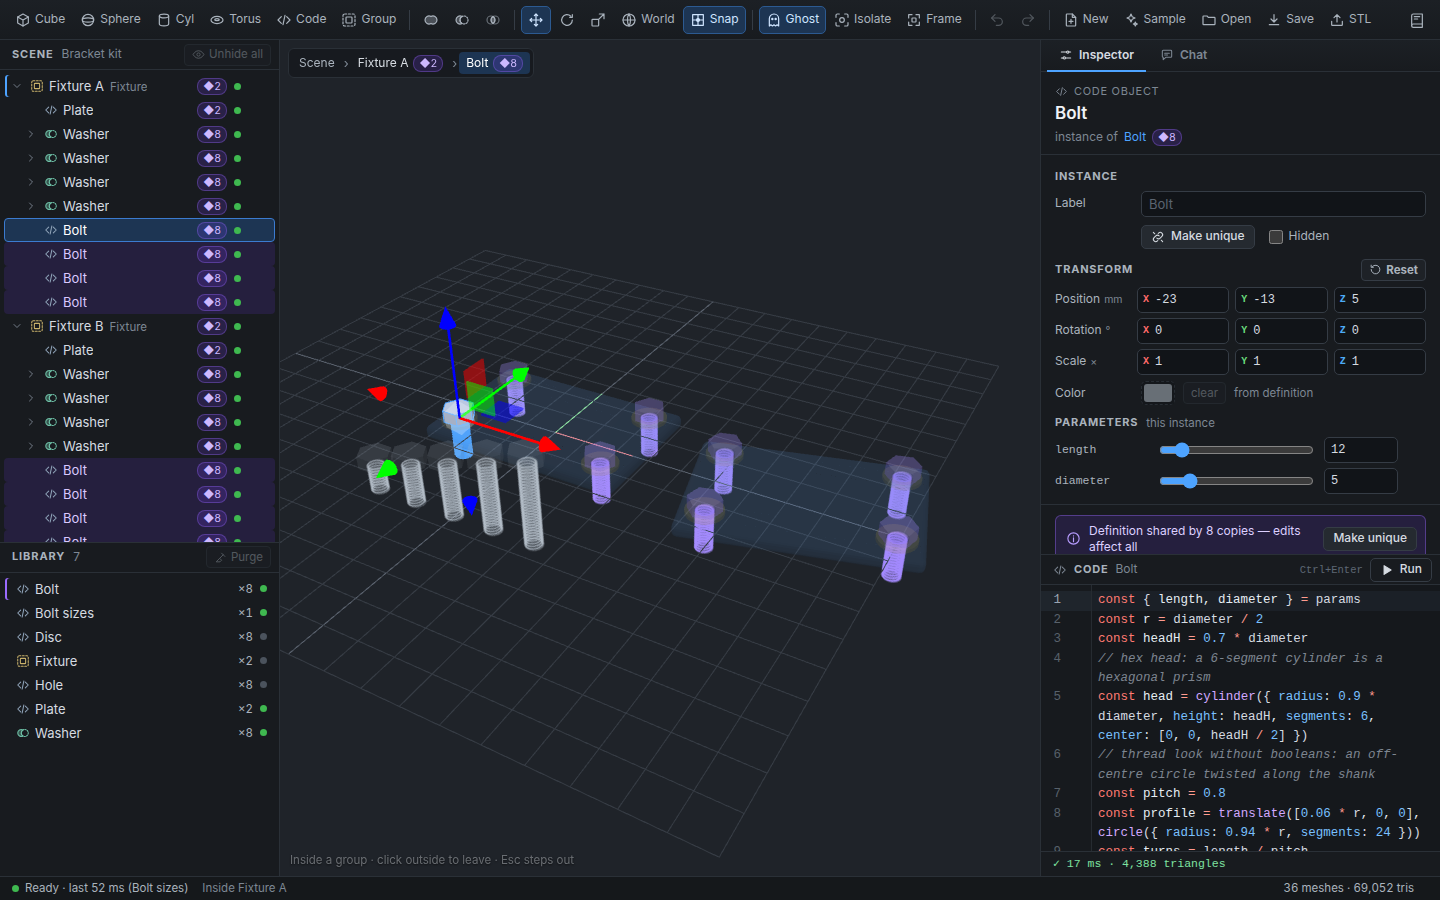 Cube Sphere Cyl Torus Code Group World Snap Ghost Isolate Frame New Sample Open Save STL
SCENE Bracket kit Unhide all
Fixture A Fixture 2
Plate 2
Washer 8
Washer 8
Washer 8
Washer 8
Bolt 8
Bolt 8
Bolt 8
Bolt 8
Fixture B Fixture 2
Plate 2
Washer 8
Washer 8
Washer 8
Washer 8
Bolt 8
Bolt 8
Bolt 8
Bolt 8
LIBRARY 7 Purge
Bolt ×8
Bolt sizes ×1
Disc ×8
Fixture ×2
Hole ×8
Plate ×2
Washer ×8
Scene › Fixture A 2 › Bolt 8
Inside a group · click outside to leave · Esc steps out
Inspector Chat
CODE OBJECT
Bolt
instance of Bolt 8
INSTANCE
Label Bolt
Make unique Hidden
TRANSFORM Reset
Position mm X -23 Y -13 Z 5
Rotation ° X 0 Y 0 Z 0
Scale × X 1 Y 1 Z 1
Color clear from definition
PARAMETERS this instance
length 12
diameter 5
Definition shared by 8 copies — edits
affect all
Make unique
CODE Bolt Ctrl+Enter Run
1 const { length, diameter } = params
2 const r = diameter / 2
3 const headH = 0.7 * diameter
4 // hex head: a 6-segment cylinder is a
hexagonal prism
5 const head = cylinder({ radius: 0.9 *
diameter, height: headH, segments: 6,
center: [0, 0, headH / 2] })
6 // thread look without booleans: an off-
centre circle twisted along the shank
7 const pitch = 0.8
8 const profile = translate([0.06 * r, 0, 0],
circle({ radius: 0.94 * r, segments: 24 }))
9 const turns = length / pitch
✓ 17 ms · 4,388 triangles
Ready · last 52 ms (Bolt sizes) Inside Fixture A
36 meshes · 69,052 tris